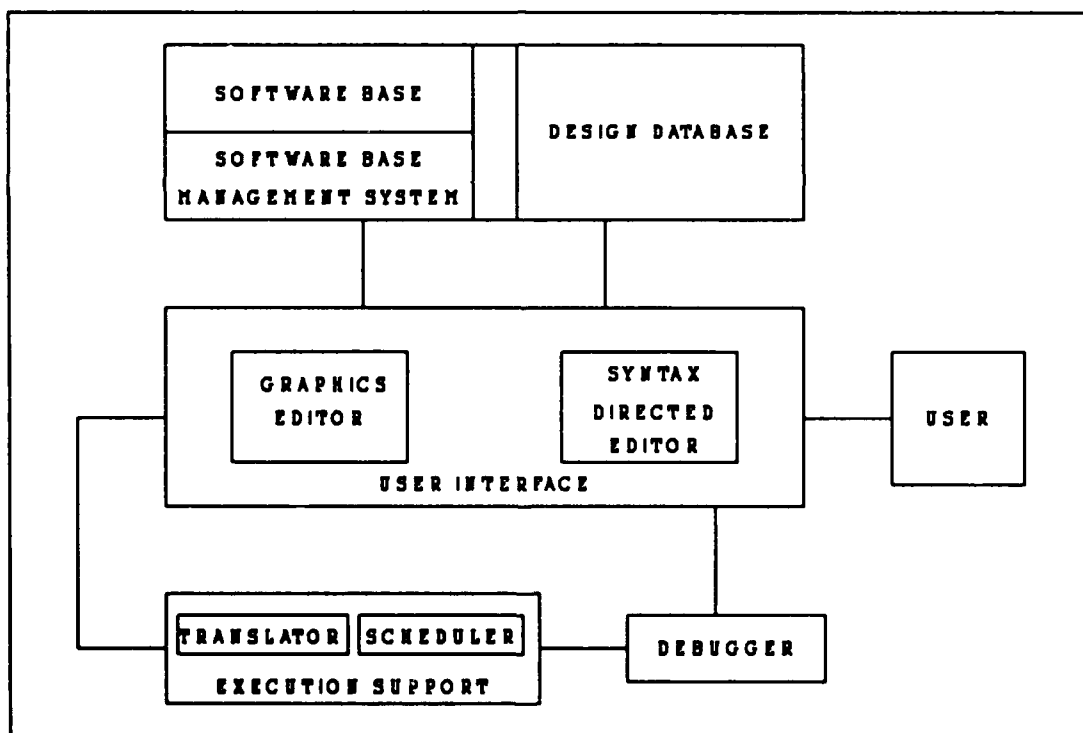 SOFTWARE BASE
SOFTWARE BASE
MANAGEMENT SYSTEM
DESIGN DATABASE
GRAPHICS
EDITOR
SYNTAX
DIRECTED
EDITOR
USER INTERFACE
USER
TRANSLATOR
SCHEDULER
EXECUTION SUPPORT
DEBUGGER